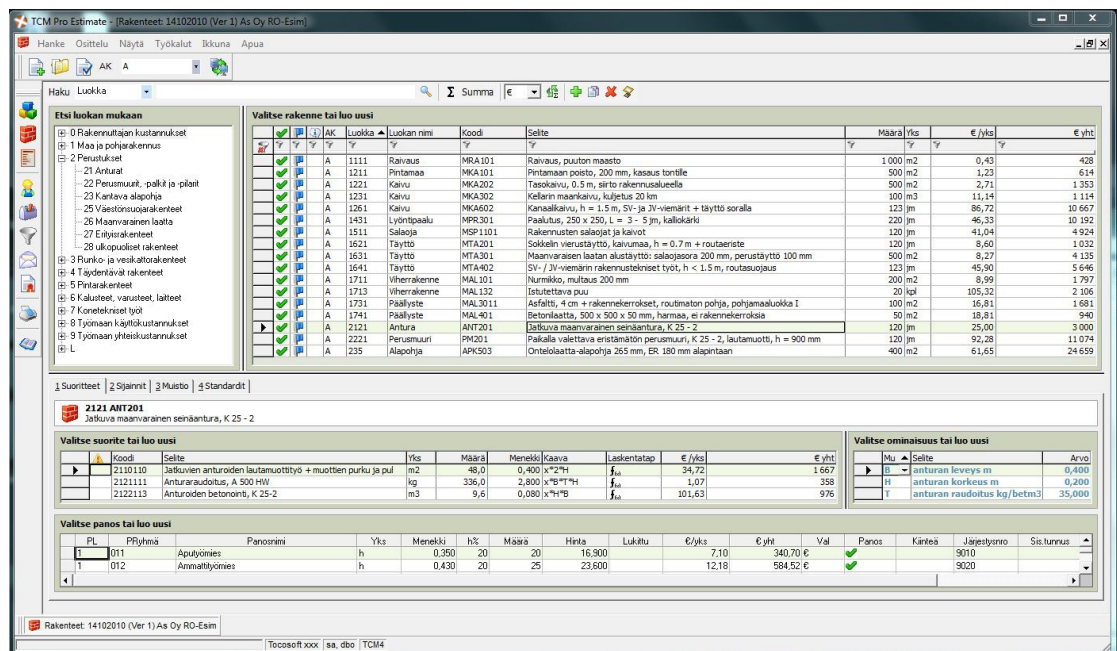 TCM Pro Estimate - [Rakenteet: 14102010 (Ver 1) As Oy RO-Esim]
Hanke Osittelu Näytä Työkalut Ikkuna Apua
AK A
Haku Luokka Σ Summa €
Etsi luokan mukaan
0 Rakennuttajan kustannukset
1 Maa ja pohjarakennus
2 Perustukset
21 Anturat
22 Perusmuurit, -palkit ja -pilarit
23 Kantava alapohja
25 Väestönsuojarakenteet
26 Maanvarainen laatta
27 Erityisrakenteet
28 ulkopuoliset rakenteet
3 Runko- ja vesikattorakenteet
4 Täydentävät rakenteet
5 Pintarakenteet
6 Kalusteet, varusteet, laitteet
7 Konetekniset työt
8 Työmaan käyttökustannukset
9 Työmaan yhteiskustannukset
L
Valitse rakenne tai luo uusi
AK Luokka Luokan nimi Koodi Selite Määrä Yks €/yks € yht
A 1111 Raivaus MRA101 Raivaus, puuton maasto 1 000 m2 0,43 428
A 1211 Pintamaa MKA101 Pintamaan poisto, 200 mm, kasaus tontille 500 m2 1,23 614
A 1221 Kaivu MKA202 Tasokaivu, 0.5 m, siirto rakennusalueella 500 m2 2,71 1 353
A 1231 Kaivu MKA302 Kellarin maankaivu, kuljetus 20 km 100 m3 11,14 1 114
A 1261 Kaivu MKA602 Kanaalikaivu, h = 1.5 m, SV- ja JV-viemärit + täyttö soralla 123 jm 86,72 10 667
A 1431 Lyöntipaalu MPR301 Paalutus, 250 x 250, L = 3 - 5 jm, kalliokärki 220 jm 46,33 10 192
A 1511 Salaoja MSP1101 Rakennusten salaojat ja kaivot 120 jm 41,04 4 924
A 1621 Täyttö MTA201 Sokkelin vierustäyttö, kaivumaa, h = 0.7 m + routaeriste 120 jm 8,60 1 032
A 1631 Täyttö MTA301 Maanvaraisen laatan alustäyttö: salaojasora 200 mm, perustäyttö 100 mm 500 m2 8,27 4 135
A 1641 Täyttö MTA402 SV- / JV-viemärin rakennustekniset työt, h < 1.5 m, routasuojaus 123 jm 45,90 5 646
A 1711 Viherrakenne MAL101 Nurmikko, multaus 200 mm 200 m2 8,99 1 797
A 1713 Viherrakenne MAL132 Istutettava puu 20 kpl 105,32 2 106
A 1731 Päällyste MAL3011 Asfaltti, 4 cm + rakennekerrokset, routimaton pohja, pohjamaaluokka I 100 m2 16,81 1 681
A 1741 Päällyste MAL401 Betonilaatta, 500 x 500 x 50 mm, harmaa, ei rakennekerroksia 50 m2 18,81 940
A 2121 Antura ANT201 Jatkuva maanvarainen seinäantura, K 25 - 2 120 jm 25,00 3 000
A 2221 Perusmuuri PM201 Paikalla valettava eristämätön perusmuuri, K 25 - 2, lautamuotti, h = 900 mm 120 jm 92,28 11 074
A 235 Alapohja APK503 Ontelolaatta-alapohja 265 mm, ER 180 mm alapintaan 400 m2 61,65 24 659
1 Suoritteet 2 Sijainnit 3 Muistio 4 Standardit
2121 ANT201
Jatkuva maanvarainen seinäantura, K 25 - 2
Valitse suorite tai luo uusi
Koodi Selite Yks Määrä Menekki Kaava Laskentatap €/yks € yht
2110110 Jatkuvien anturoiden lautamuottityö + muottien purku ja pul m2 48,0 0,400 x*2*H 34,72 1 667
2121111 Anturaraudoitus, A 500 HW kg 336,0 2,800 x*B*T*H 1,07 358
2122113 Anturoiden betonointi, K 25-2 m3 9,6 0,080 x*H*B 101,63 976
Valitse ominaisuus tai luo uusi
Mu Selite Arvo
B anturan leveys m 0,400
H anturan korkeus m 0,200
T anturan raudoitus kg/betm3 35,000
Valitse panos tai luo uusi
PL PRyhmä Panosnimi Yks Menekki h% Määrä Hinta Lukittu €/yks € yht Val Panos Kiinteä Järjestysnro Sis.tunnus
1 011 Aputyömies h 0,350 20 20 16,900 7,10 340,70 € 9010
1 012 Ammattityömies h 0,430 20 25 23,600 12,18 584,52 € 9020
Rakenteet: 14102010 (Ver 1) As Oy RO-Esim
Tocosoft xxx sa, dbo TCM4